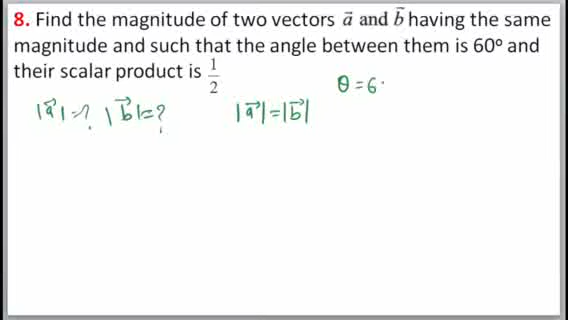 8. Find the magnitude of two vectors a⃗ and b⃗ having the same
magnitude and such that the angle between them is 60º and
their scalar product is 1/2
θ = 6
|a⃗| = ? , |b⃗| = ? |a⃗| = |b⃗|